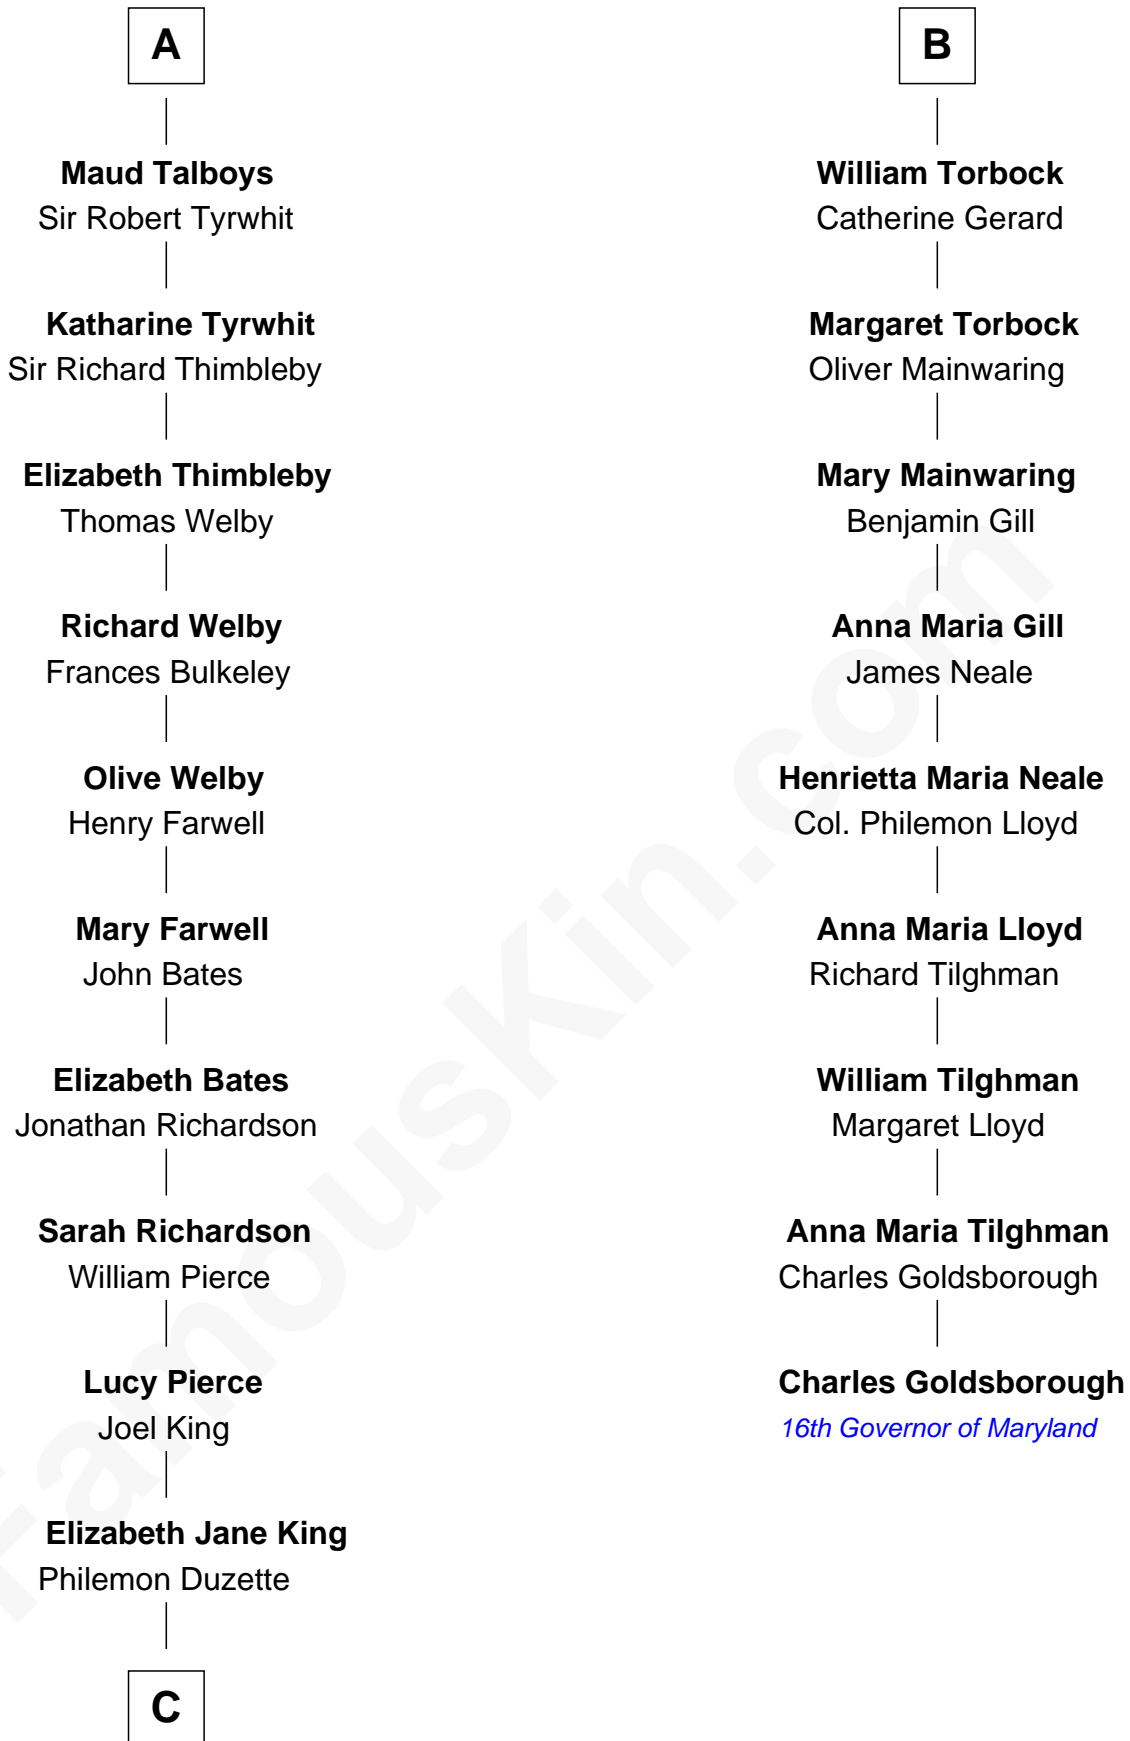 A
Maud Talboys
Sir Robert Tyrwhit
Katharine Tyrwhit
Sir Richard Thimbleby
Elizabeth Thimbleby
Thomas Welby
Richard Welby
Frances Bulkeley
Olive Welby
Henry Farwell
Mary Farwell
John Bates
Elizabeth Bates
Jonathan Richardson
Sarah Richardson
William Pierce
Lucy Pierce
Joel King
Elizabeth Jane King
Philemon Duzette
C
B
William Torbock
Catherine Gerard
Margaret Torbock
Oliver Mainwaring
Mary Mainwaring
Benjamin Gill
Anna Maria Gill
James Neale
Henrietta Maria Neale
Col. Philemon Lloyd
Anna Maria Lloyd
Richard Tilghman
William Tilghman
Margaret Lloyd
Anna Maria Tilghman
Charles Goldsborough
Charles Goldsborough
16th Governor of Maryland
FamousKin.com